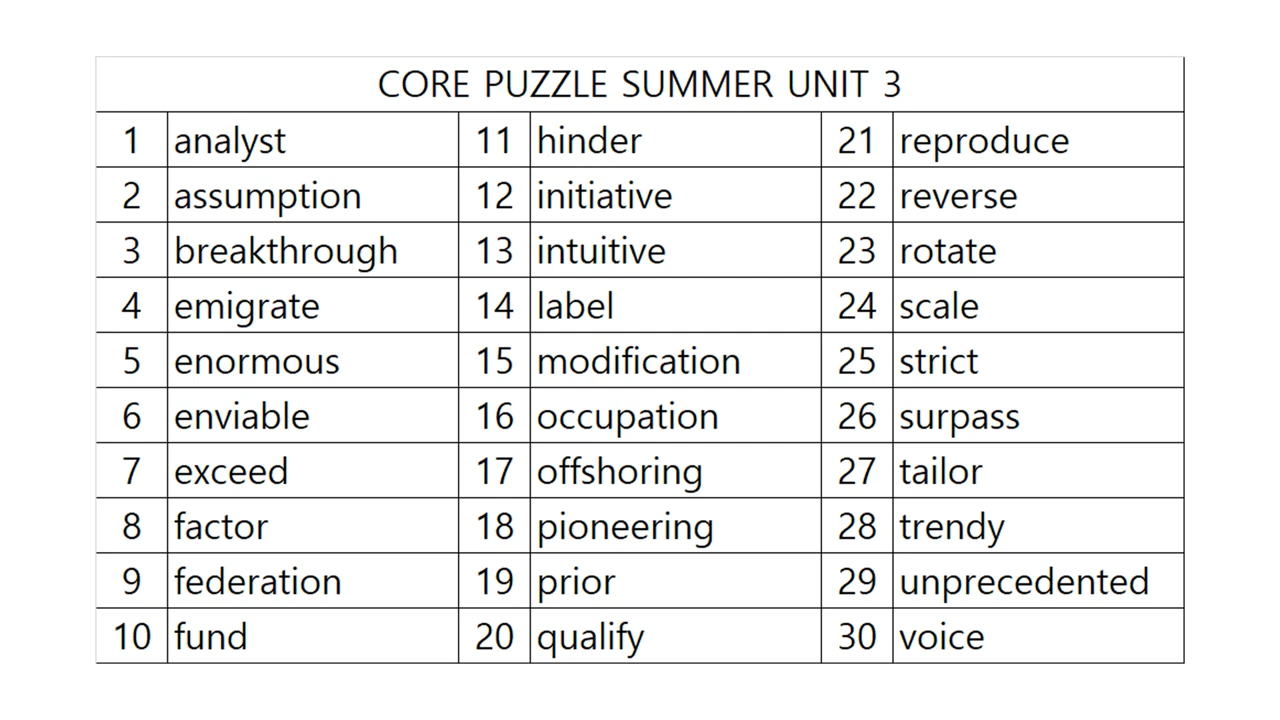 CORE PUZZLE SUMMER UNIT 3
1 analyst 11 hinder 21 reproduce
2 assumption 12 initiative 22 reverse
3 breakthrough 13 intuitive 23 rotate
4 emigrate 14 label 24 scale
5 enormous 15 modification 25 strict
6 enviable 16 occupation 26 surpass
7 exceed 17 offshoring 27 tailor
8 factor 18 pioneering 28 trendy
9 federation 19 prior 29 unprecedented
10 fund 20 qualify 30 voice